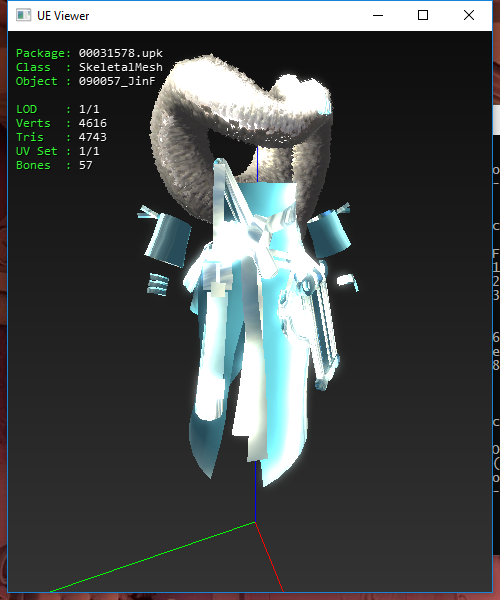 UE Viewer
Package: 00031578.upk
Class  : SkeletalMesh
Object : 090057_JinF
LOD    : 1/1
Verts  : 4616
Tris   : 4743
UV Set : 1/1
Bones  : 57